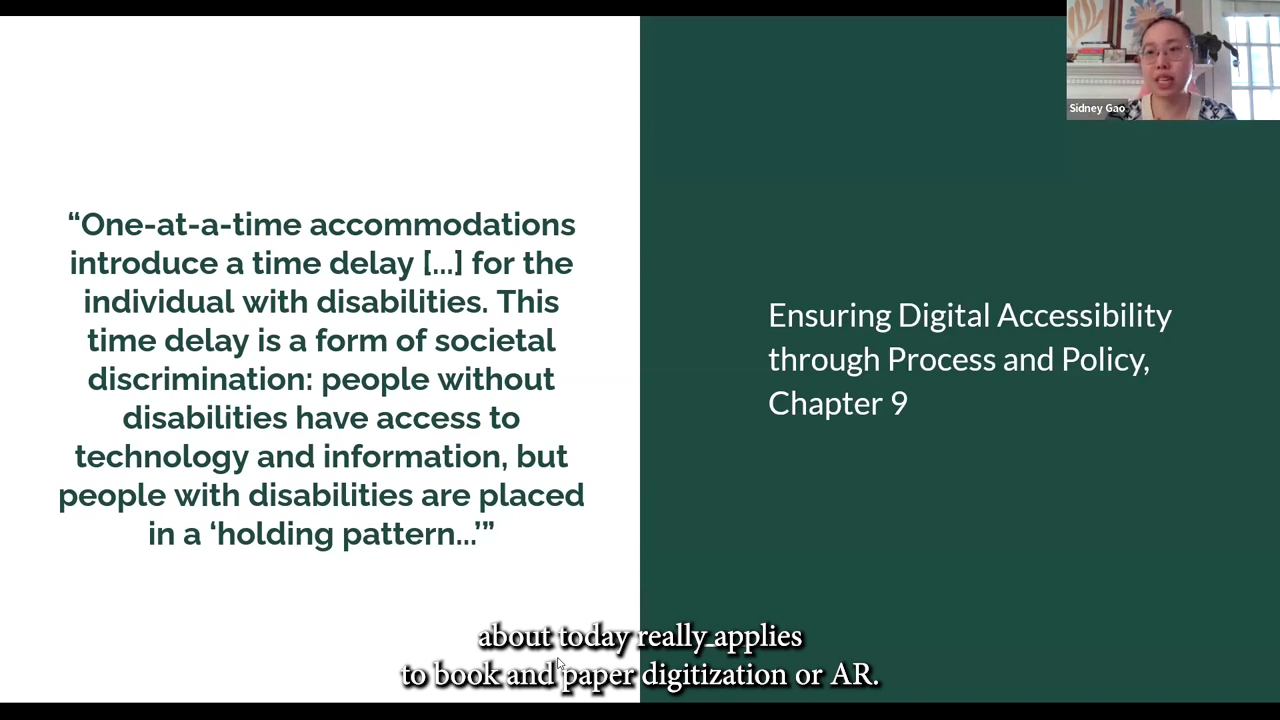 Sidney Gao
“One-at-a-time accommodations
introduce a time delay [...] for the
individual with disabilities. This
time delay is a form of societal
discrimination: people without
disabilities have access to
technology and information, but
people with disabilities are placed
in a ‘holding pattern...’”
Ensuring Digital Accessibility
through Process and Policy,
Chapter 9
about today really applies
to book and paper digitization or AR.